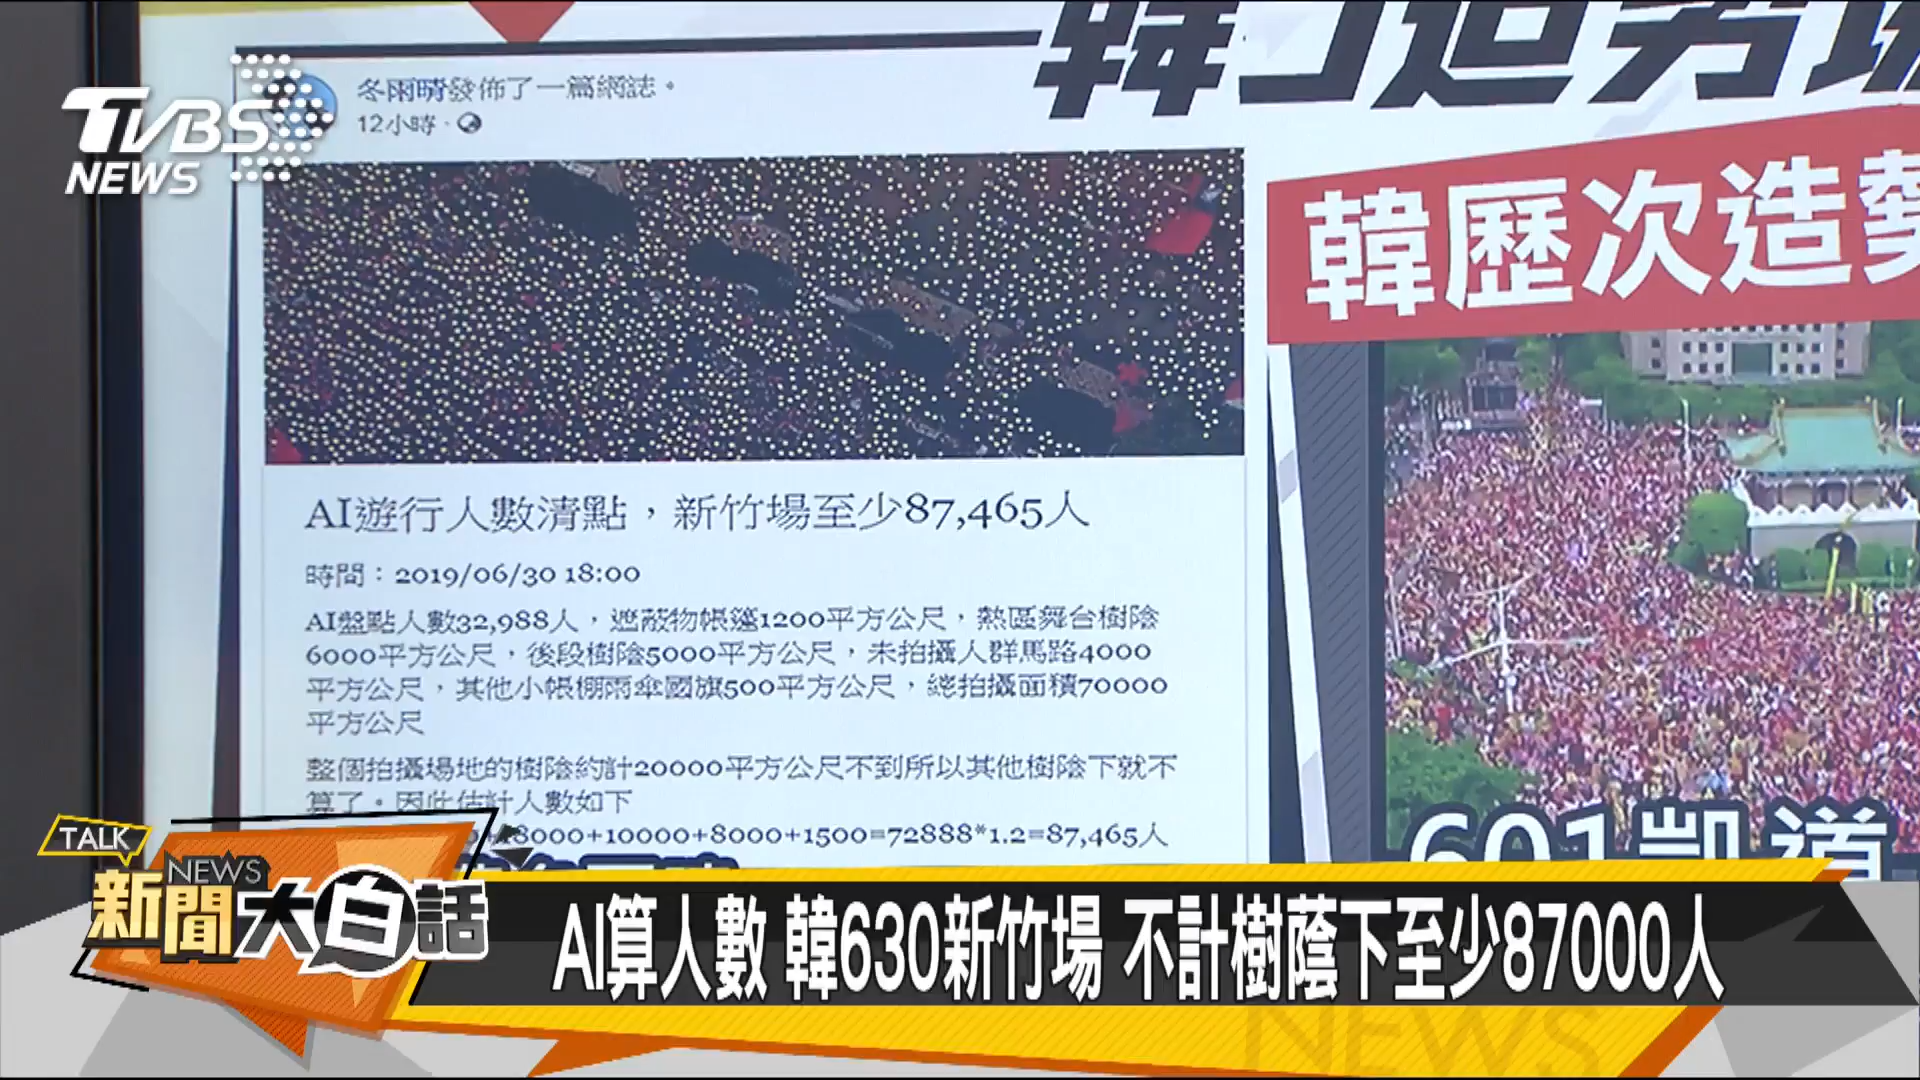 TVBS
NEWS
冬雨晴發佈了一篇網誌。
12小時·
韓歷次造勢
AI遊行人數清點，新竹場至少87,465人
時間：2019/06/30 18:00
AI盤點人數32,988人，遮蔽物帳篷1200平方公尺，熱區舞台樹陰
6000平方公尺，後段樹陰5000平方公尺，未拍攝人群馬路4000
平方公尺，其他小帳棚雨傘國旗500平方公尺，總拍攝面積70000
平方公尺
整個拍攝場地的樹陰約計20000平方公尺不到所以其他樹陰下就不
算了。因此估計人數如下
8000+10000+8000+1500=72888*1.2=87,465人
601凱道
TALK
NEWS
新聞大白話
AI算人數 韓630新竹場 不計樹蔭下至少87000人
NEWS